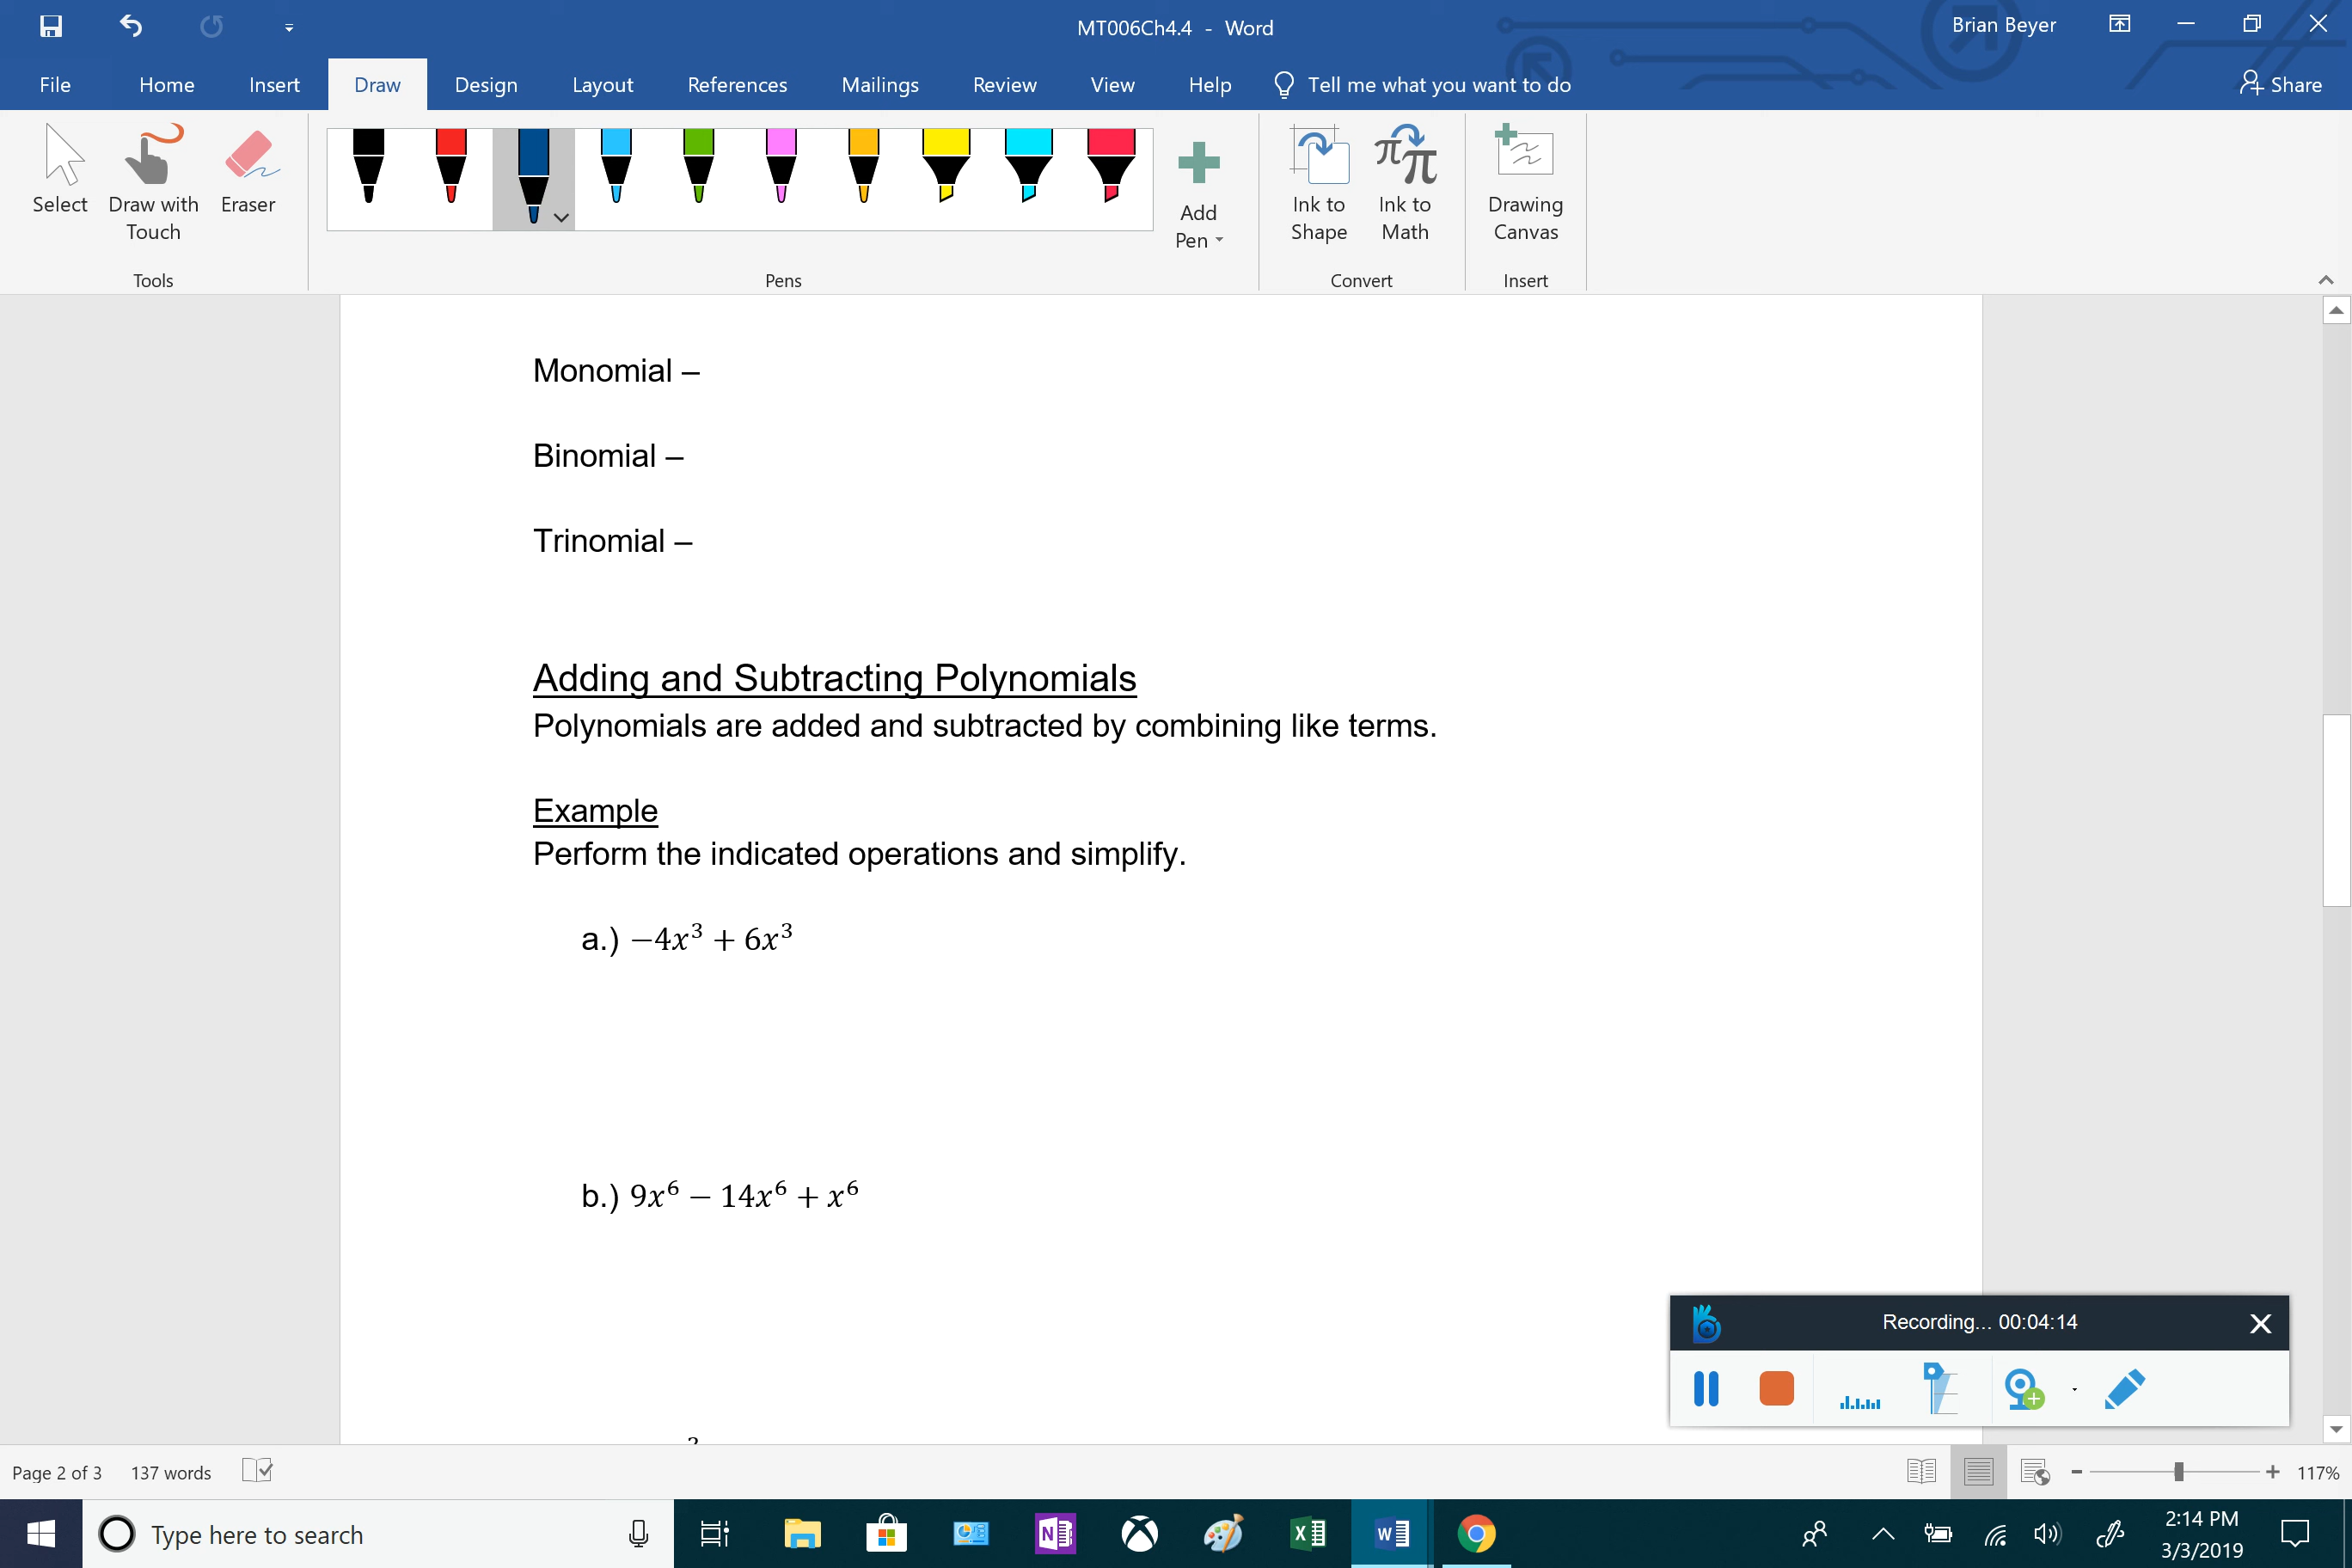 MT006Ch4.4 - Word
Brian Beyer
File Home Insert Draw Design Layout References Mailings Review View Help Tell me what you want to do Share
Select
Draw with Touch
Eraser
Add Pen
Ink to Shape
Ink to Math
Drawing Canvas
Tools Pens Convert Insert
Monomial –
Binomial –
Trinomial –
Adding and Subtracting Polynomials
Polynomials are added and subtracted by combining like terms.
Example
Perform the indicated operations and simplify.
a.) −4x³ + 6x³
b.) 9x⁶ − 14x⁶ + x⁶
Recording... 00:04:14
Page 2 of 3 137 words 117%
Type here to search
2:14 PM
3/3/2019